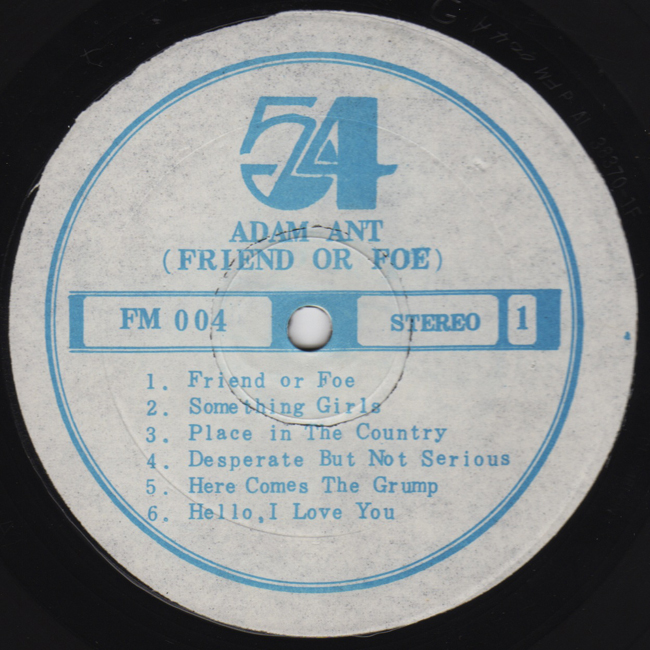 54
ADAM ANT
(FRIEND OR FOE)
FM 004
STEREO
1
1. Friend or Foe
2. Something Girls
3. Place in The Country
4. Desperate But Not Serious
5. Here Comes The Grump
6. Hello, I Love You